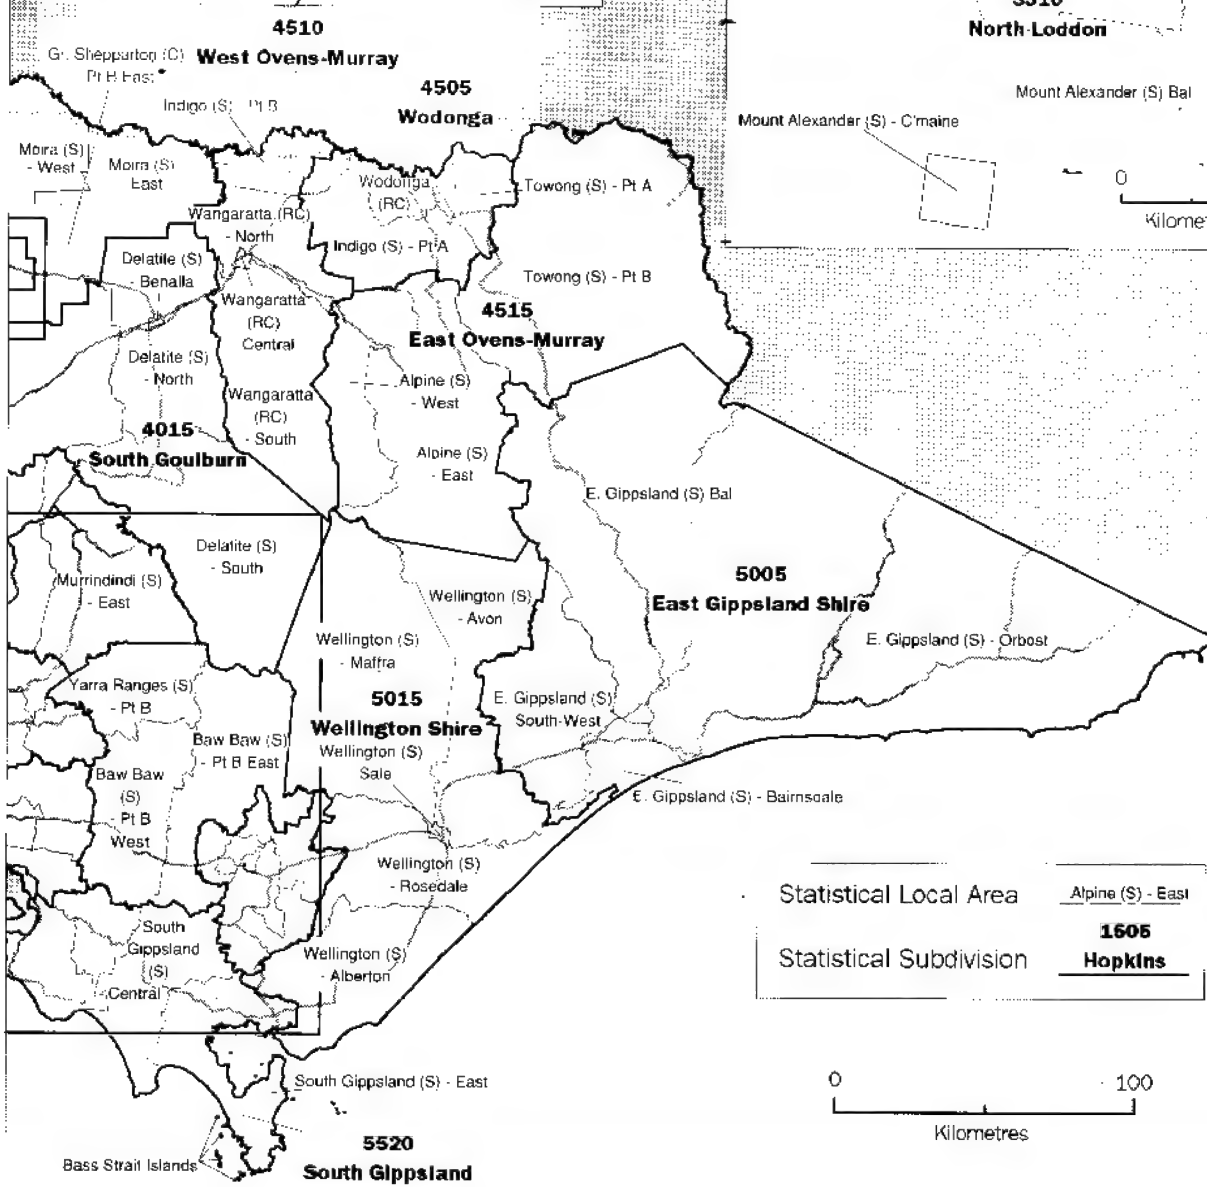 4510
West Ovens-Murray
Gr. Shepparton (C)
Pt B East
Indigo (S) - Pt B
4505
Wodonga
North Loddon
Mount Alexander (S) Bal
Mount Alexander (S) - C'maine
0
Kilomet
Moira (S)
- West
Moira (S)
East
Wodonga
(RC)
Towong (S) - Pt A
Wangaratta (RC)
- North
Indigo (S) - Pt A
Delatite (S)
- Benalla
Towong (S) - Pt B
Wangaratta
(RC)
Central
4515
East Ovens-Murray
Delatite (S)
- North
Alpine (S)
- West
Wangaratta
(RC)
- South
4015
South Goulburn
Alpine (S)
- East
E. Gippsland (S) Bal
Delatite (S)
- South
Murrindindi (S)
- East
5005
East Gippsland Shire
Wellington (S)
- Avon
E. Gippsland (S) - Orbost
Wellington (S)
- Maffra
Yarra Ranges (S)
- Pt B
5015
Wellington Shire
E. Gippsland (S)
South-West
Baw Baw (S)
- Pt B East
Wellington (S)
Sale
Baw Baw
(S)
- Pt B
West
E. Gippsland (S) - Bairnsdale
Wellington (S)
- Rosedale
South
Gippsland
(S)
- Central
Wellington (S)
- Alberton
South Gippsland (S) - East
Bass Strait Islands
5520
South Gippsland
Statistical Local Area
Alpine (S) - East
1605
Hopkins
Statistical Subdivision
0
100
Kilometres